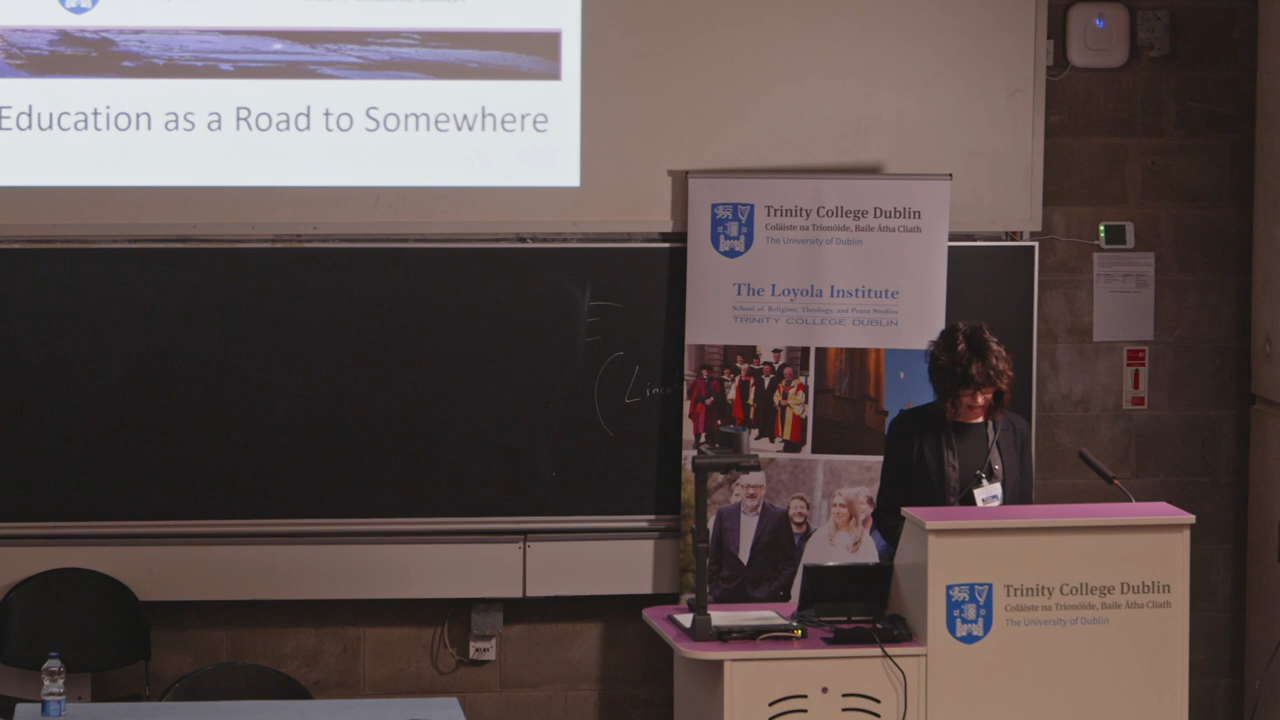 Education as a Road to Somewhere
Trinity College Dublin
Coláiste na Tríonóide, Baile Átha Cliath
The University of Dublin
The Loyola Institute
School of Religion, Theology, and Peace Studies
TRINITY COLLEGE DUBLIN
Trinity College Dublin
Coláiste na Tríonóide, Baile Átha Cliath
The University of Dublin